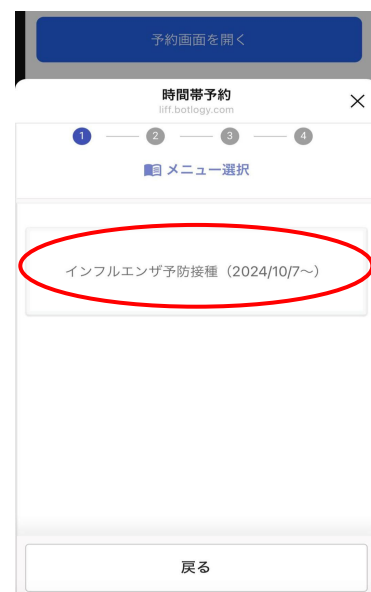 予約画面を開く
時間帯予約
liff.botlogy.com
1 2 3 4
メニュー選択
インフルエンザ予防接種（2024/10/7〜）
戻る